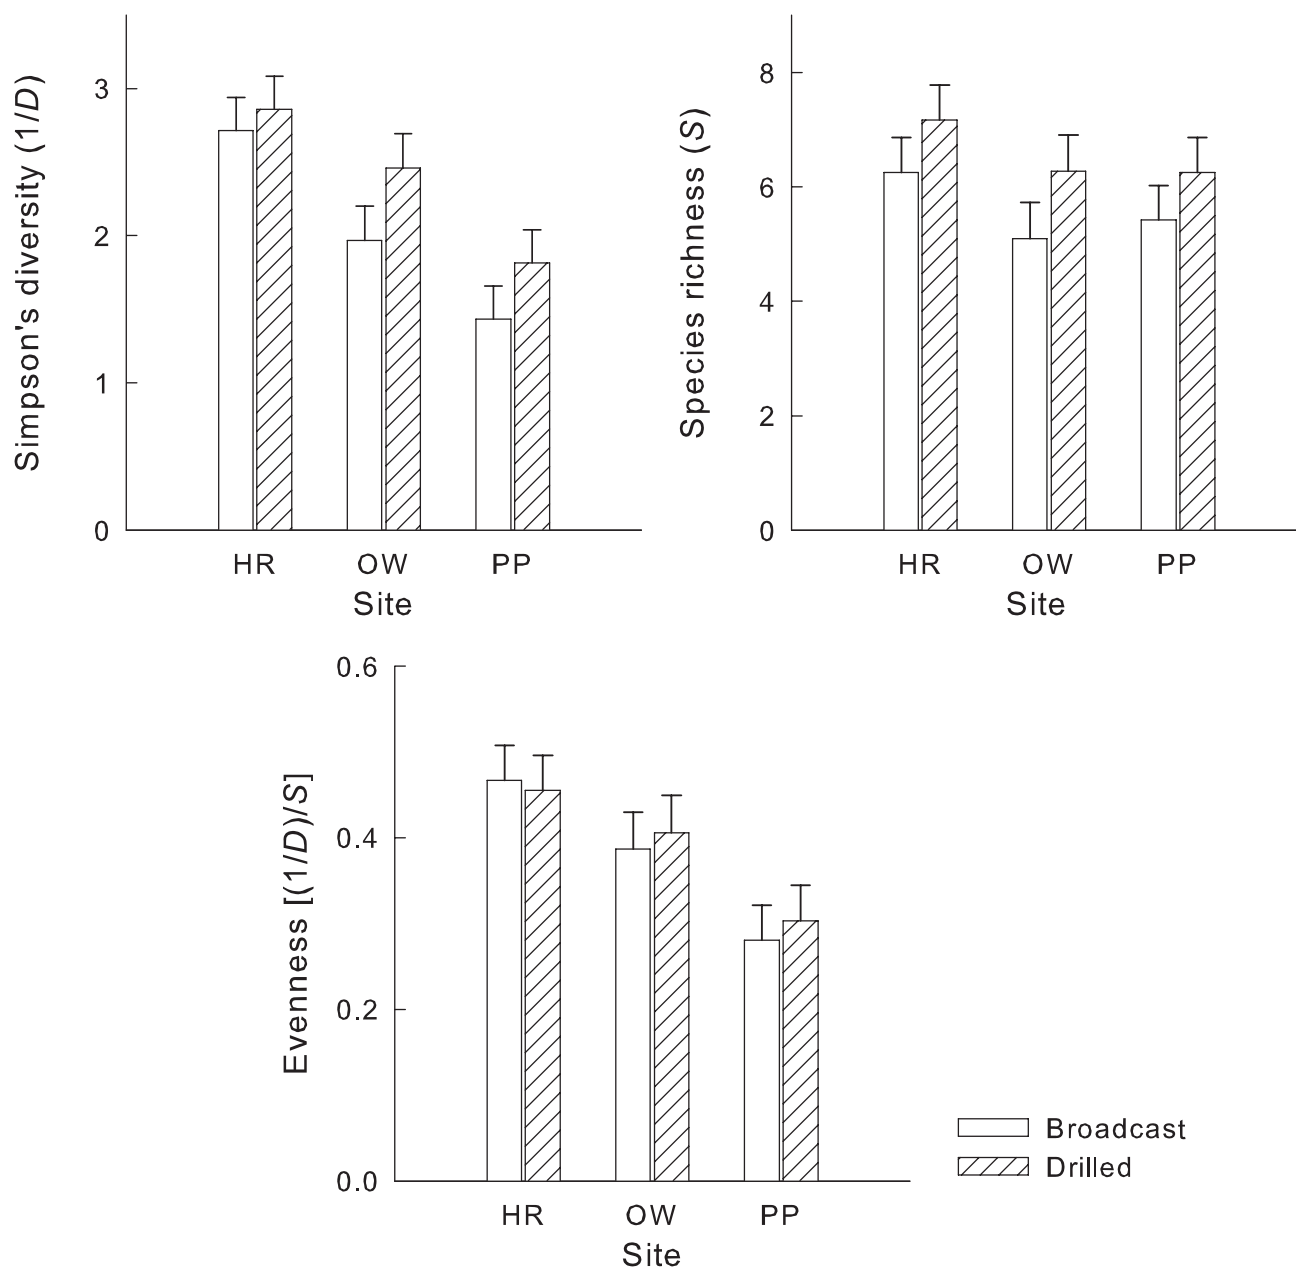 Simpson's diversity (1/D)
3
2
1
0
HR OW PP
Site
Species richness (S)
8
6
4
2
0
HR OW PP
Site
Evenness [(1/D)/S]
0.6
0.4
0.2
0.0
HR OW PP
Site
Broadcast
Drilled